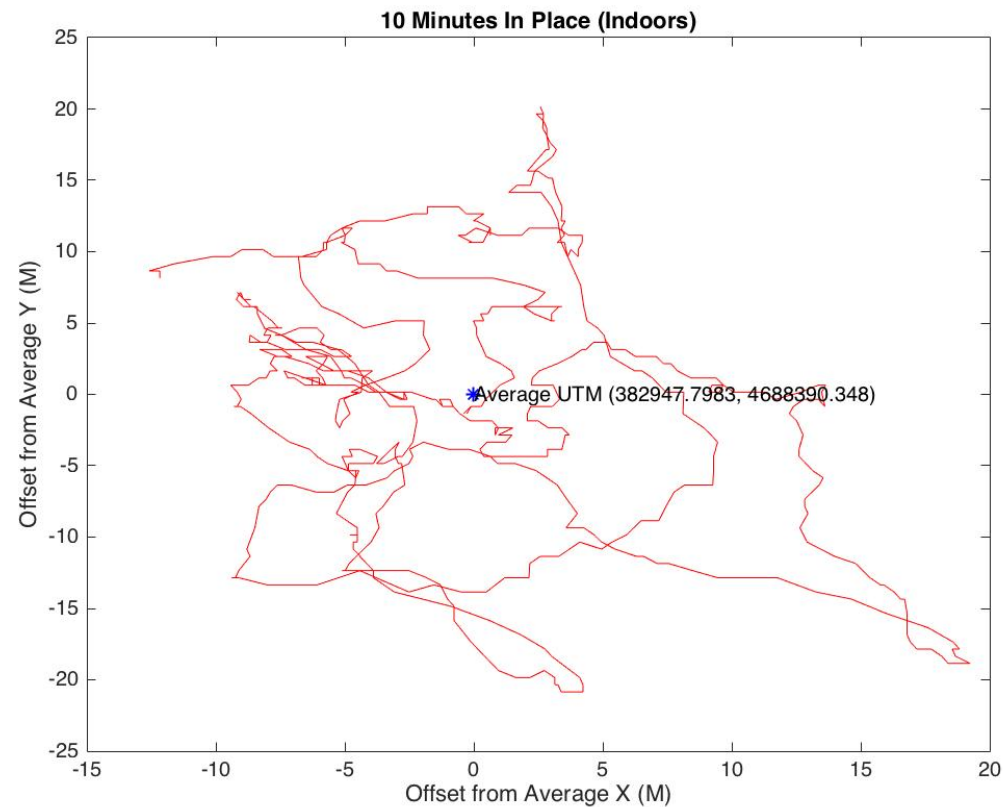 10 Minutes In Place (Indoors)
25
20
15
10
5
0
-5
-10
-15
-20
-25
Offset from Average Y (M)
Average UTM (382947.7983, 4688390.348)
-15 -10 -5 0 5 10 15 20
Offset from Average X (M)